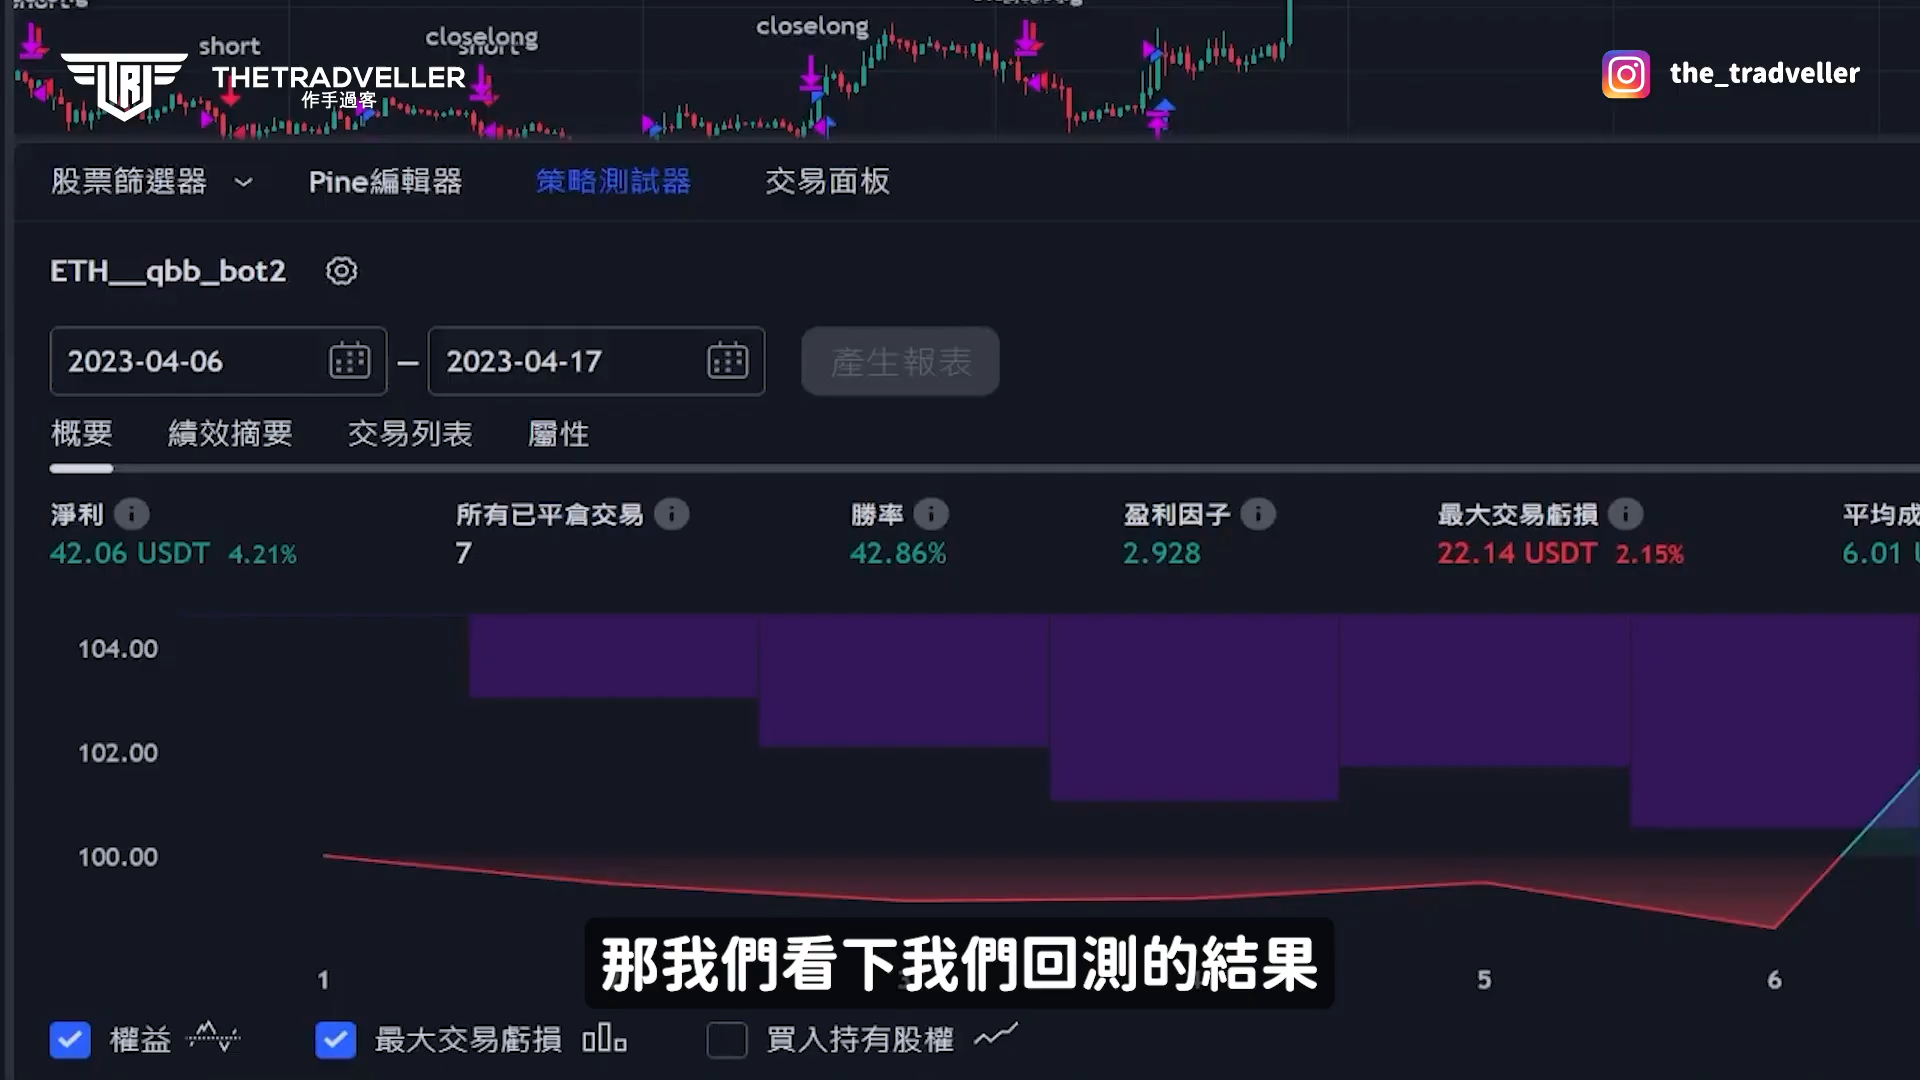 short
closelong
short
closelong
THETRADVELLER
作手過客
the_tradveller
股票篩選器
Pine編輯器
策略測試器
交易面板
ETH__qbb_bot2
2023-04-06
—
2023-04-17
產生報表
概要
績效摘要
交易列表
屬性
淨利
42.06 USDT 4.21%
所有已平倉交易
7
勝率
42.86%
盈利因子
2.928
最大交易虧損
22.14 USDT 2.15%
平均成
6.01
104.00
102.00
100.00
那我們看下我們回測的結果
1
5
6
權益
最大交易虧損
買入持有股權